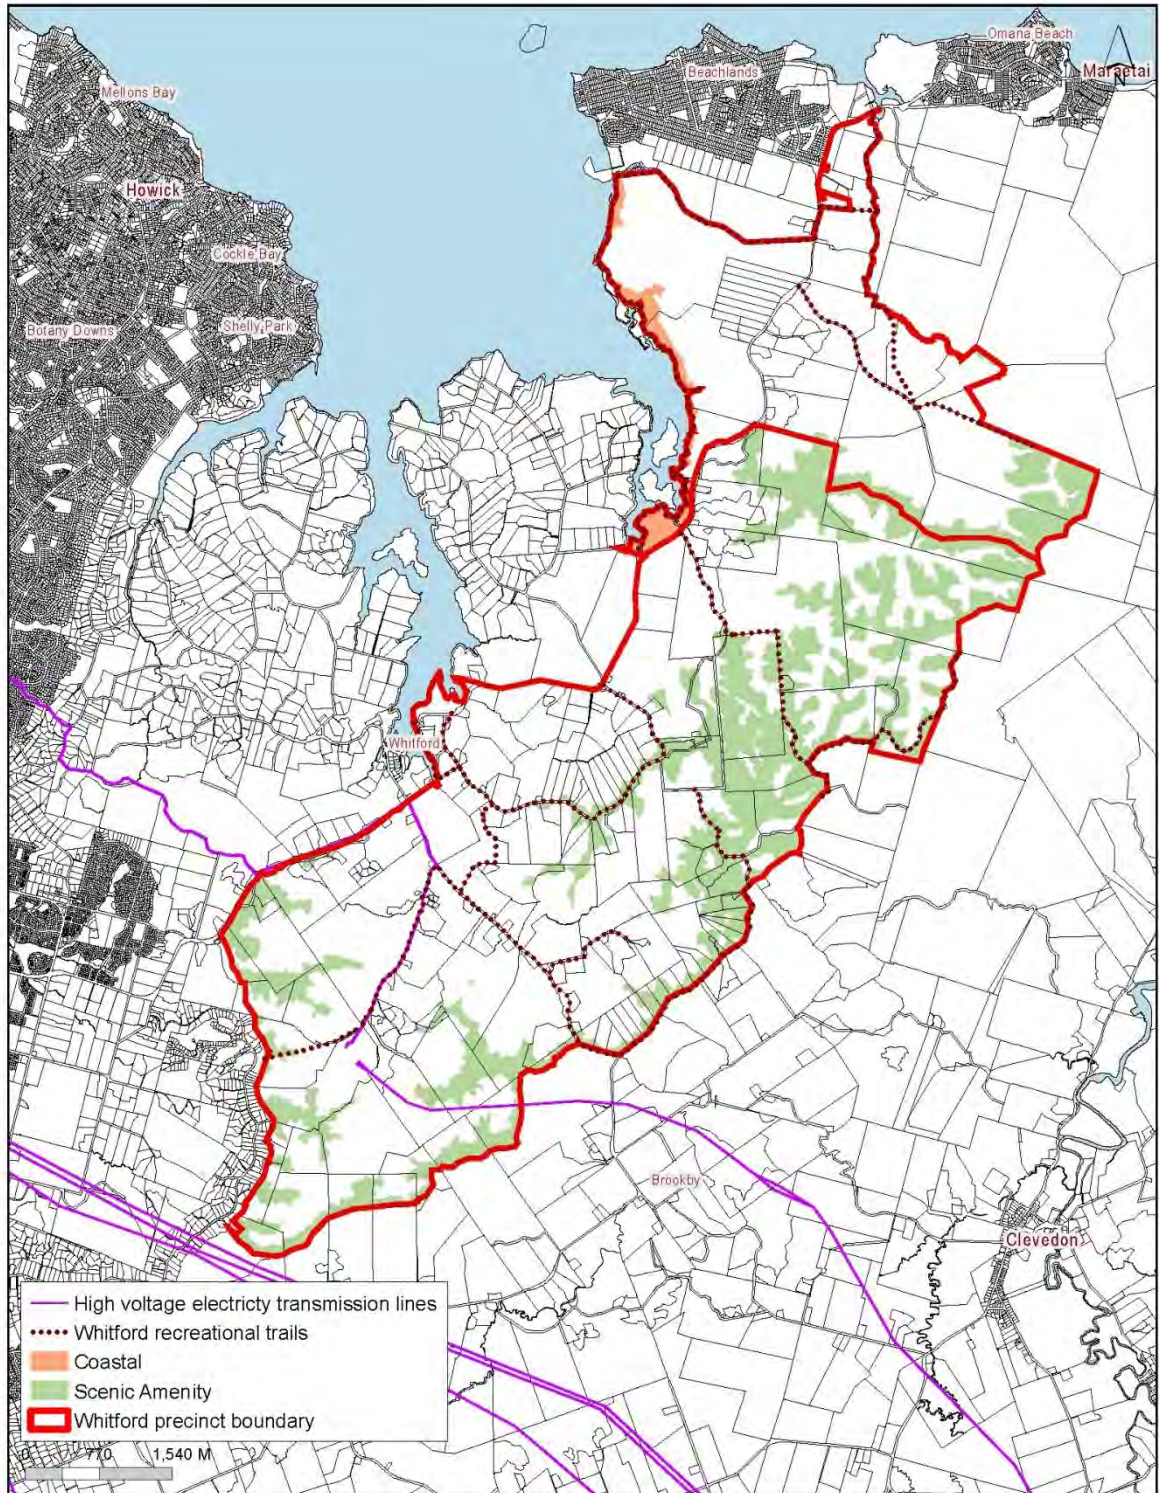 Omana Beach
Beachlands
Maraetai
N
Mellons Bay
Howick
Cockle Bay
Botany Downs
Shelly Park
Whitford
Brookby
Clevedon
High voltage electricty transmission lines
Whitford recreational trails
Coastal
Scenic Amenity
Whitford precinct boundary
0 770 1,540 M